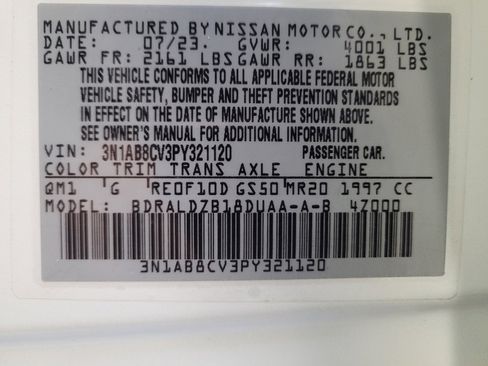 MANUFACTURED BY NISSAN MOTOR CO., LTD.
DATE: 07/23. GVWR: 4001 LBS
GAWR FR: 2161 LBS GAWR RR: 1863 LBS
THIS VEHICLE CONFORMS TO ALL APPLICABLE FEDERAL MOTOR
VEHICLE SAFETY, BUMPER AND THEFT PREVENTION STANDARDS
IN EFFECT ON THE DATE OF MANUFACTURE SHOWN ABOVE.
SEE OWNER'S MANUAL FOR ADDITIONAL INFORMATION.
VIN: 3N1AB8CV3PY321120 PASSENGER CAR.
COLOR TRIM TRANS AXLE ENGINE
QM1 G RE0F10D GS50 MR20 1997 CC
MODEL: BDRALDZB18DUAA-A-B 4Z000
3N1AB8CV3PY321120